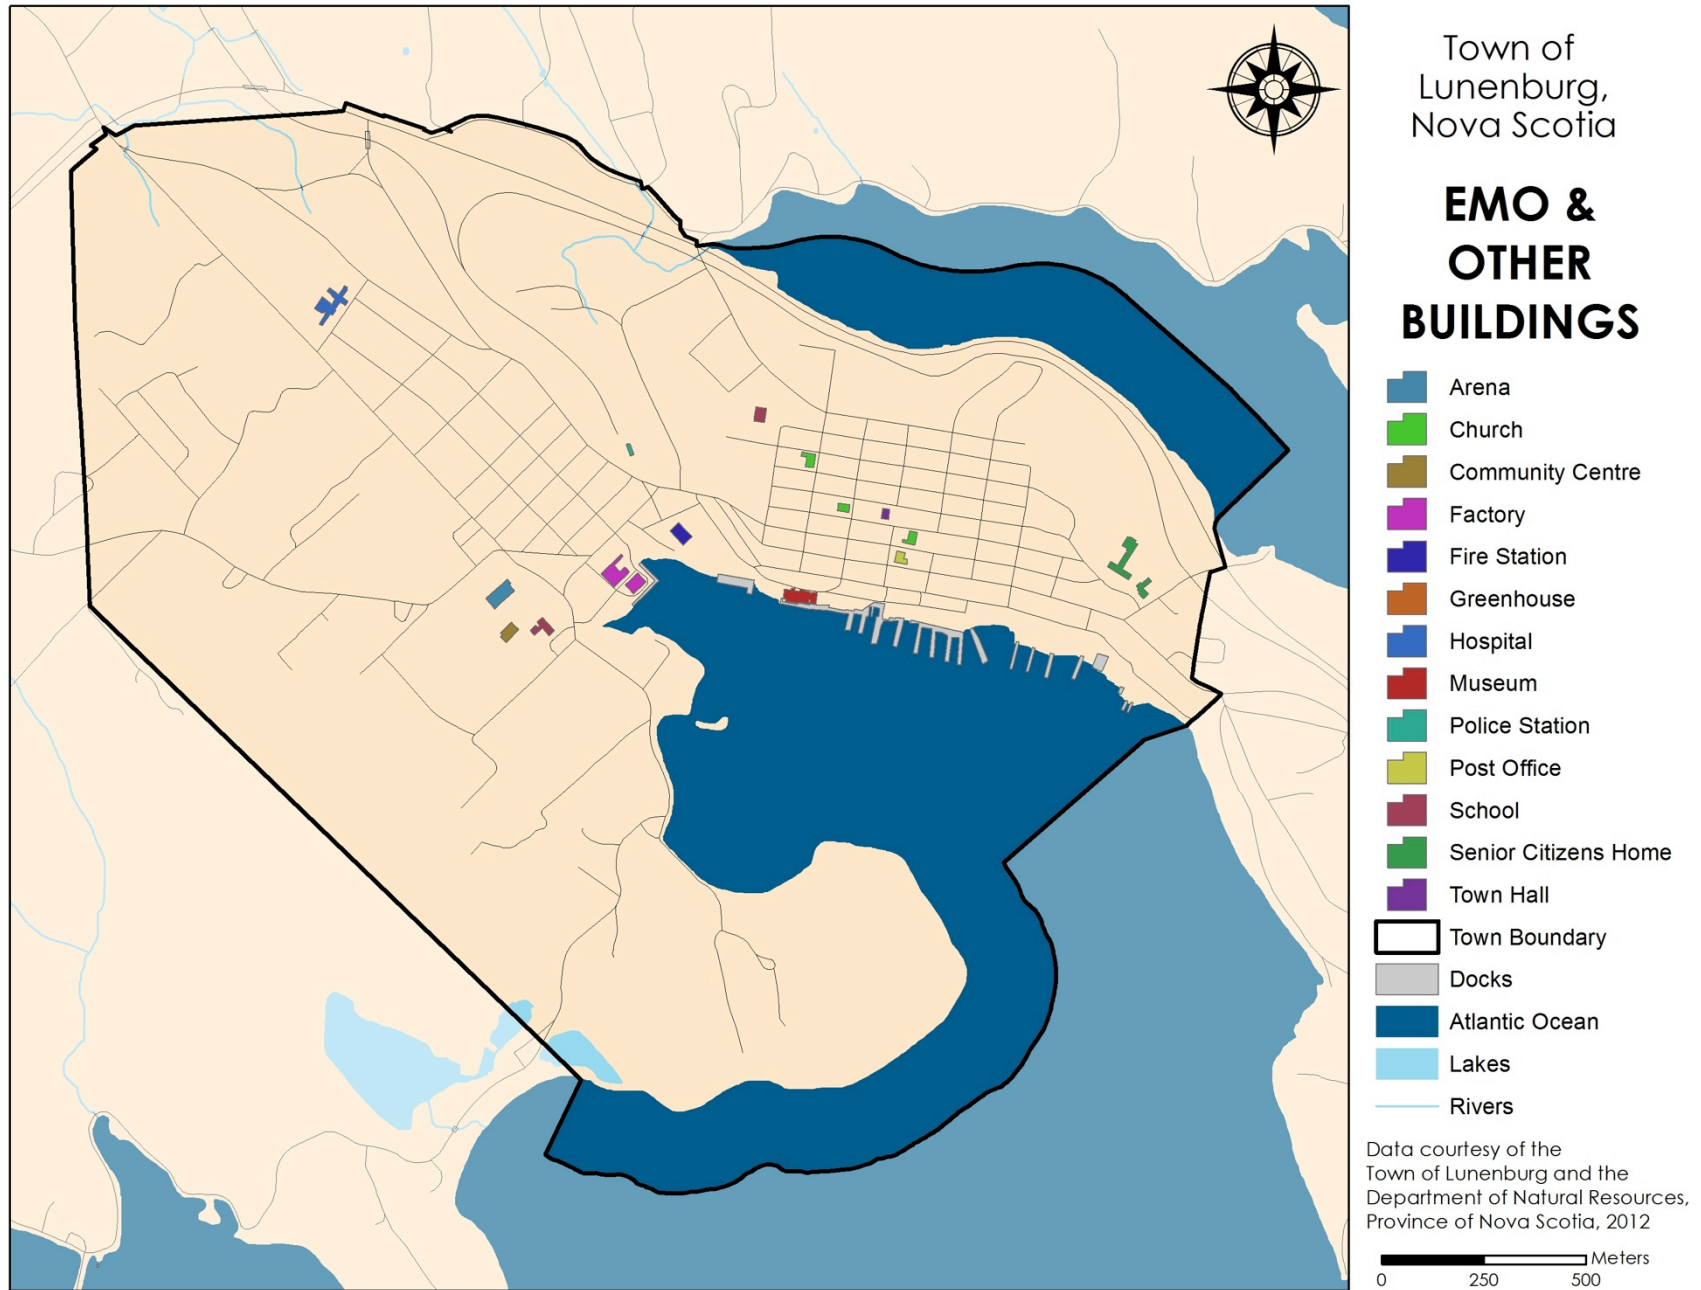 Town of
Lunenburg,
Nova Scotia
EMO &
OTHER
BUILDINGS
Arena
Church
Community Centre
Factory
Fire Station
Greenhouse
Hospital
Museum
Police Station
Post Office
School
Senior Citizens Home
Town Hall
Town Boundary
Docks
Atlantic Ocean
Lakes
Rivers
Data courtesy of the
Town of Lunenburg and the
Department of Natural Resources,
Province of Nova Scotia, 2012
Meters
0 250 500